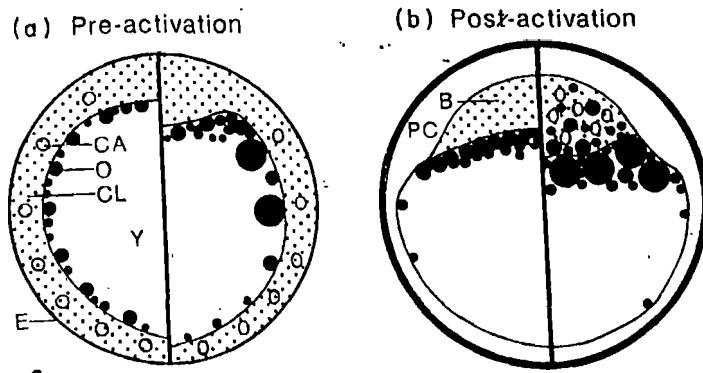 (a) Pre-activation
(b) Post-activation
CA
O
CL
Y
E
B
PC